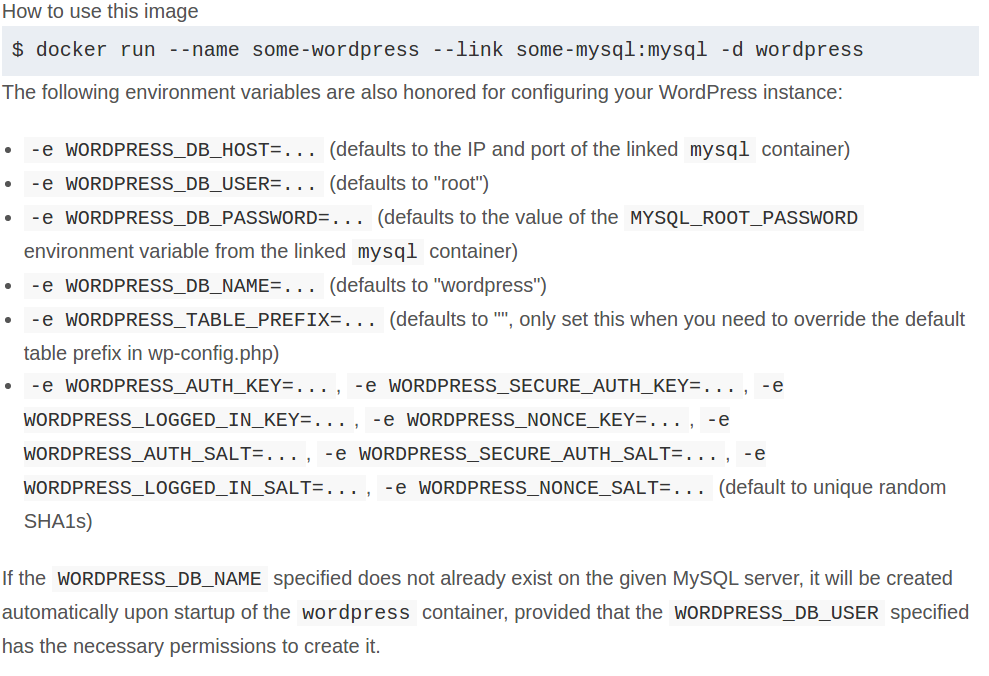 How to use this image
$ docker run --name some-wordpress --link some-mysql:mysql -d wordpress
The following environment variables are also honored for configuring your WordPress instance:
-e WORDPRESS_DB_HOST=... (defaults to the IP and port of the linked mysql container)
-e WORDPRESS_DB_USER=... (defaults to "root")
-e WORDPRESS_DB_PASSWORD=... (defaults to the value of the MYSQL_ROOT_PASSWORD
environment variable from the linked mysql container)
-e WORDPRESS_DB_NAME=... (defaults to "wordpress")
-e WORDPRESS_TABLE_PREFIX=... (defaults to "", only set this when you need to override the default
table prefix in wp-config.php)
-e WORDPRESS_AUTH_KEY=..., -e WORDPRESS_SECURE_AUTH_KEY=..., -e
WORDPRESS_LOGGED_IN_KEY=..., -e WORDPRESS_NONCE_KEY=..., -e
WORDPRESS_AUTH_SALT=..., -e WORDPRESS_SECURE_AUTH_SALT=..., -e
WORDPRESS_LOGGED_IN_SALT=..., -e WORDPRESS_NONCE_SALT=... (default to unique random
SHA1s)
If the WORDPRESS_DB_NAME specified does not already exist on the given MySQL server, it will be created
automatically upon startup of the wordpress container, provided that the WORDPRESS_DB_USER specified
has the necessary permissions to create it.